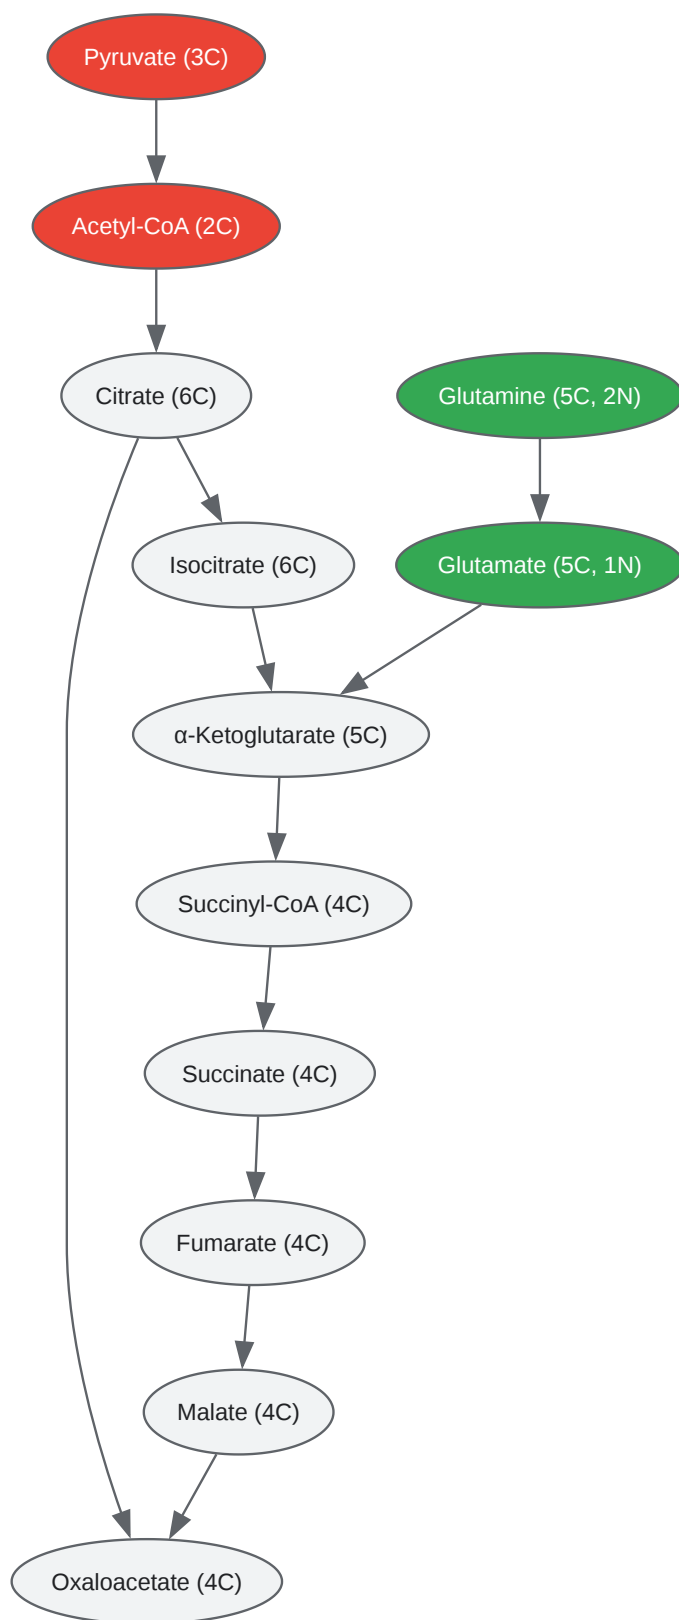 Pyruvate (3C)
Acetyl-CoA (2C)
Citrate (6C)
Glutamine (5C, 2N)
Isocitrate (6C)
Glutamate (5C, 1N)
α-Ketoglutarate (5C)
Succinyl-CoA (4C)
Succinate (4C)
Fumarate (4C)
Malate (4C)
Oxaloacetate (4C)